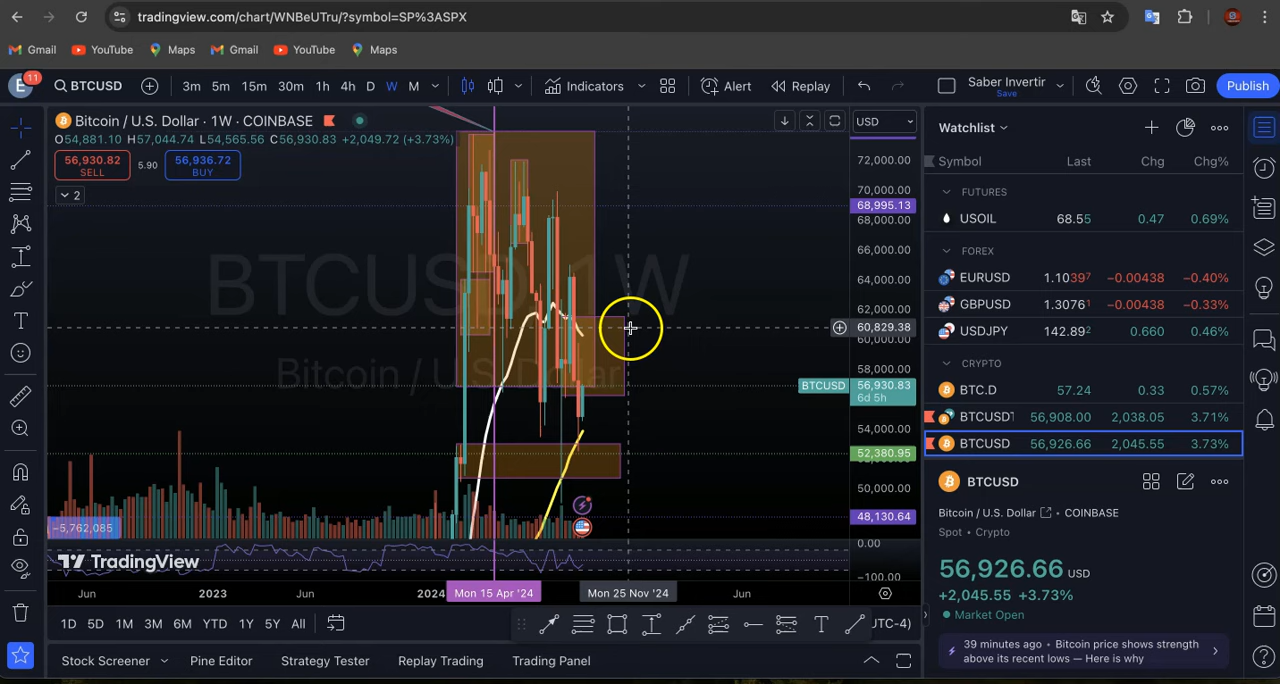 tradingview.com/chart/WNBeUTru/?symbol=SP%3ASPX
Gmail YouTube Maps Gmail YouTube Maps
E 11 BTCUSD 3m 5m 15m 30m 1h 4h D W M Indicators Alert Replay Saber Invertir Save Publish
Bitcoin / U.S. Dollar · 1W · COINBASE
O54,881.10 H57,044.74 L54,565.56 C56,930.83 +2,049.72 (+3.73%)
56,930.82 SELL 5.90 56,936.72 BUY
2
USD
72,000.00
70,000.00
68,995.13
68,000.00
66,000.00
64,000.00
62,000.00
60,829.38
60,000.00
58,000.00
BTCUSD 56,930.83
6d 5h
54,000.00
52,380.95
50,000.00
48,130.64
BTCUSD 1W
Bitcoin / U.S. Dollar
−5,762,085
TradingView
0.00
−100.00
Jun 2023 Jun 2024 Mon 15 Apr '24 Mon 25 Nov '24 Jun
1D 5D 1M 3M 6M YTD 1Y 5Y All
UTC-4)
Stock Screener Pine Editor Strategy Tester Replay Trading Trading Panel
Watchlist
Symbol Last Chg Chg%
FUTURES
USOIL 68.55 0.47 0.69%
FOREX
EURUSD 1.10397 −0.00438 −0.40%
GBPUSD 1.30761 −0.00438 −0.33%
USDJPY 142.892 0.660 0.46%
CRYPTO
BTC.D 57.24 0.33 0.57%
BTCUSDT 56,908.00 2,038.05 3.71%
BTCUSD 56,926.66 2,045.55 3.73%
BTCUSD
Bitcoin / U.S. Dollar COINBASE
Spot • Crypto
56,926.66 USD
+2,045.55 +3.73%
Market Open
39 minutes ago • Bitcoin price shows
strength above its recent lows — Here is why